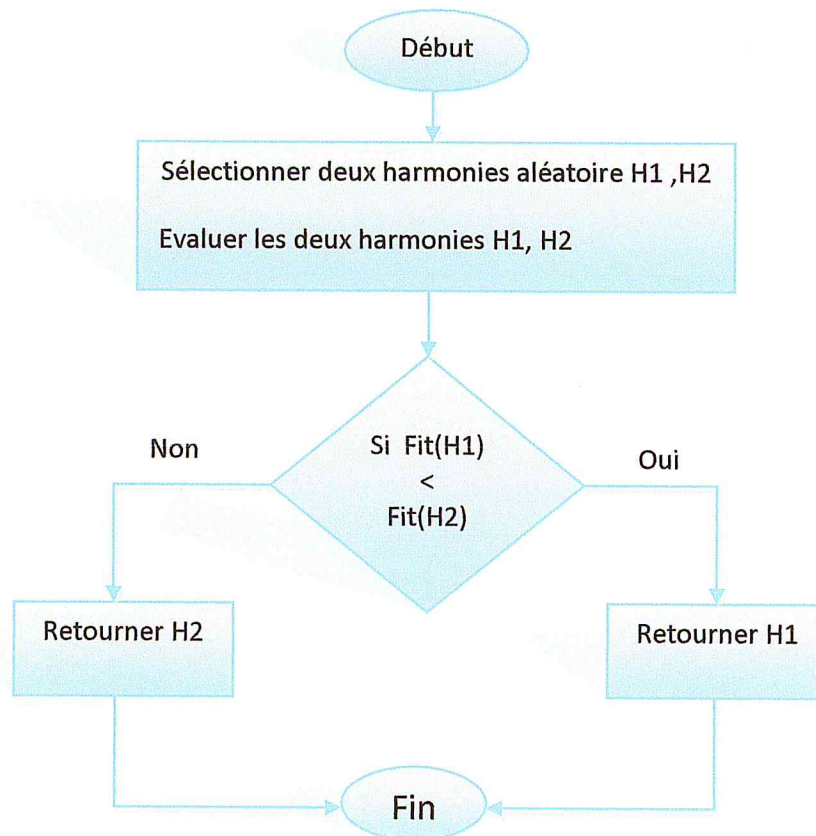 Début
Sélectionner deux harmonies aléatoire H1 ,H2
Evaluer les deux harmonies H1, H2
Si Fit(H1)
<
Fit(H2)
Non
Oui
Retourner H2
Retourner H1
Fin